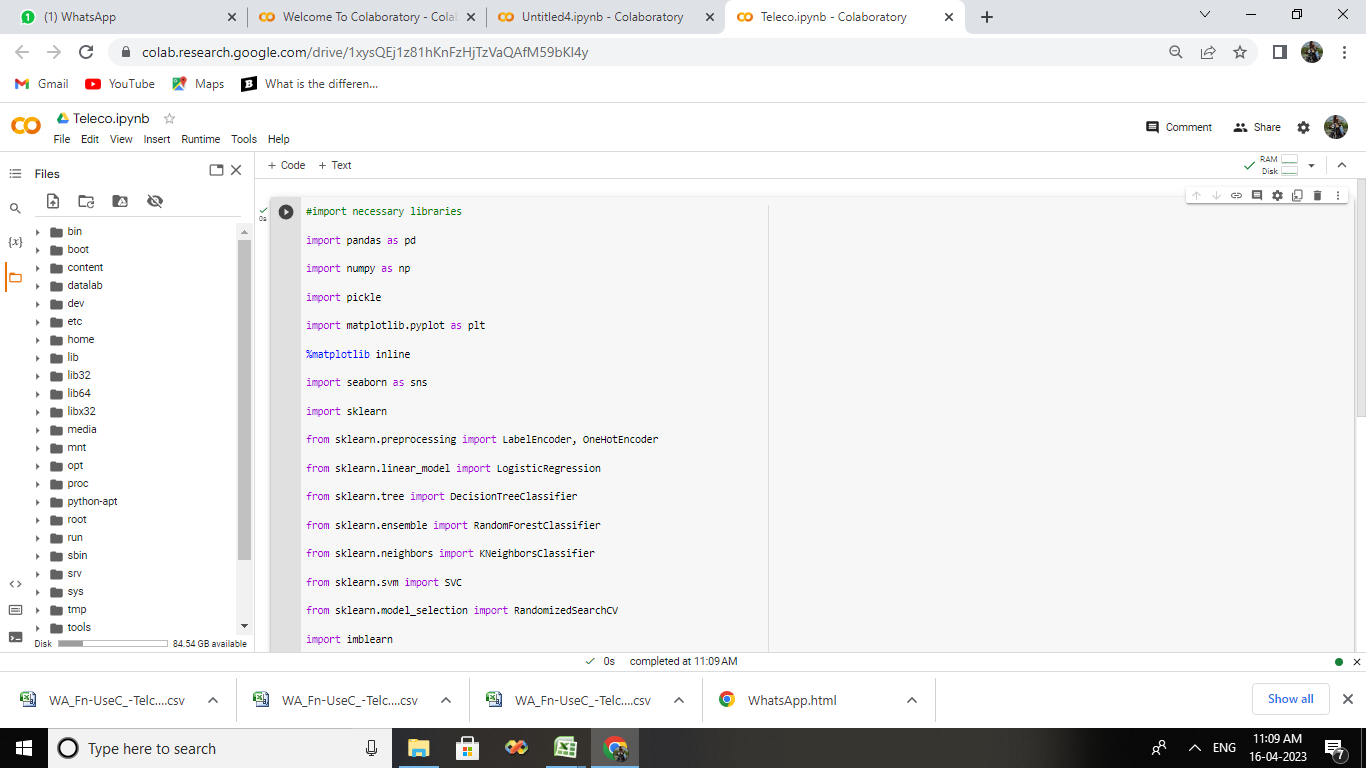 (1) WhatsApp
Welcome To Colaboratory - Colab
Untitled4.ipynb - Colaboratory
Teleco.ipynb - Colaboratory
colab.research.google.com/drive/1xysQEj1z81hKnFzHjTzVaQAfM59bKl4y
Gmail
YouTube
Maps
What is the differen...
Teleco.ipynb
File Edit View Insert Runtime Tools Help
Comment
Share
Files
+ Code + Text
RAM
Disk
{x}
bin
boot
content
datalab
dev
etc
home
lib
lib32
lib64
libx32
media
mnt
opt
proc
python-apt
root
run
sbin
srv
sys
tmp
tools
Disk 84.54 GB available
0s
#import necessary libraries
import pandas as pd
import numpy as np
import pickle
import matplotlib.pyplot as plt
%matplotlib inline
import seaborn as sns
import sklearn
from sklearn.preprocessing import LabelEncoder, OneHotEncoder
from sklearn.linear_model import LogisticRegression
from sklearn.tree import DecisionTreeClassifier
from sklearn.ensemble import RandomForestClassifier
from sklearn.neighbors import KNeighborsClassifier
from sklearn.svm import SVC
from sklearn.model_selection import RandomizedSearchCV
import imblearn
0s completed at 11:09 AM
WA_Fn-UseC_-Telc....csv
WA_Fn-UseC_-Telc....csv
WA_Fn-UseC_-Telc....csv
WhatsApp.html
Show all
Type here to search
ENG
11:09 AM
16-04-2023
7